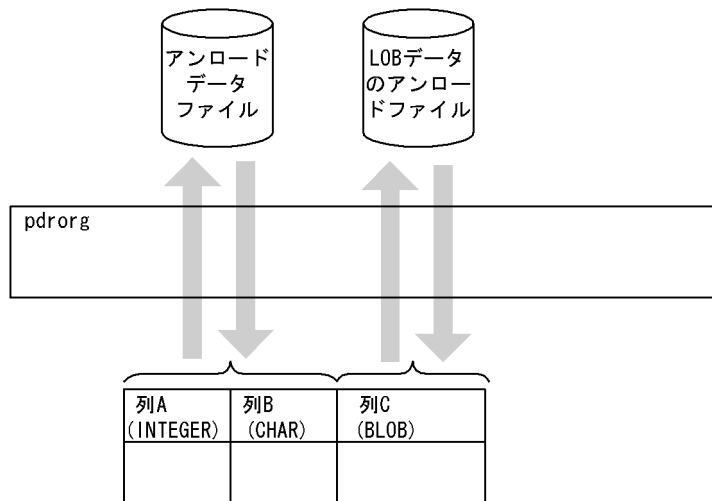 アンロード
データ
ファイル
LOBデータ
のアンロー
ドファイル
pdrorg
列A
(INTEGER)
列B
(CHAR)
列C
(BLOB)